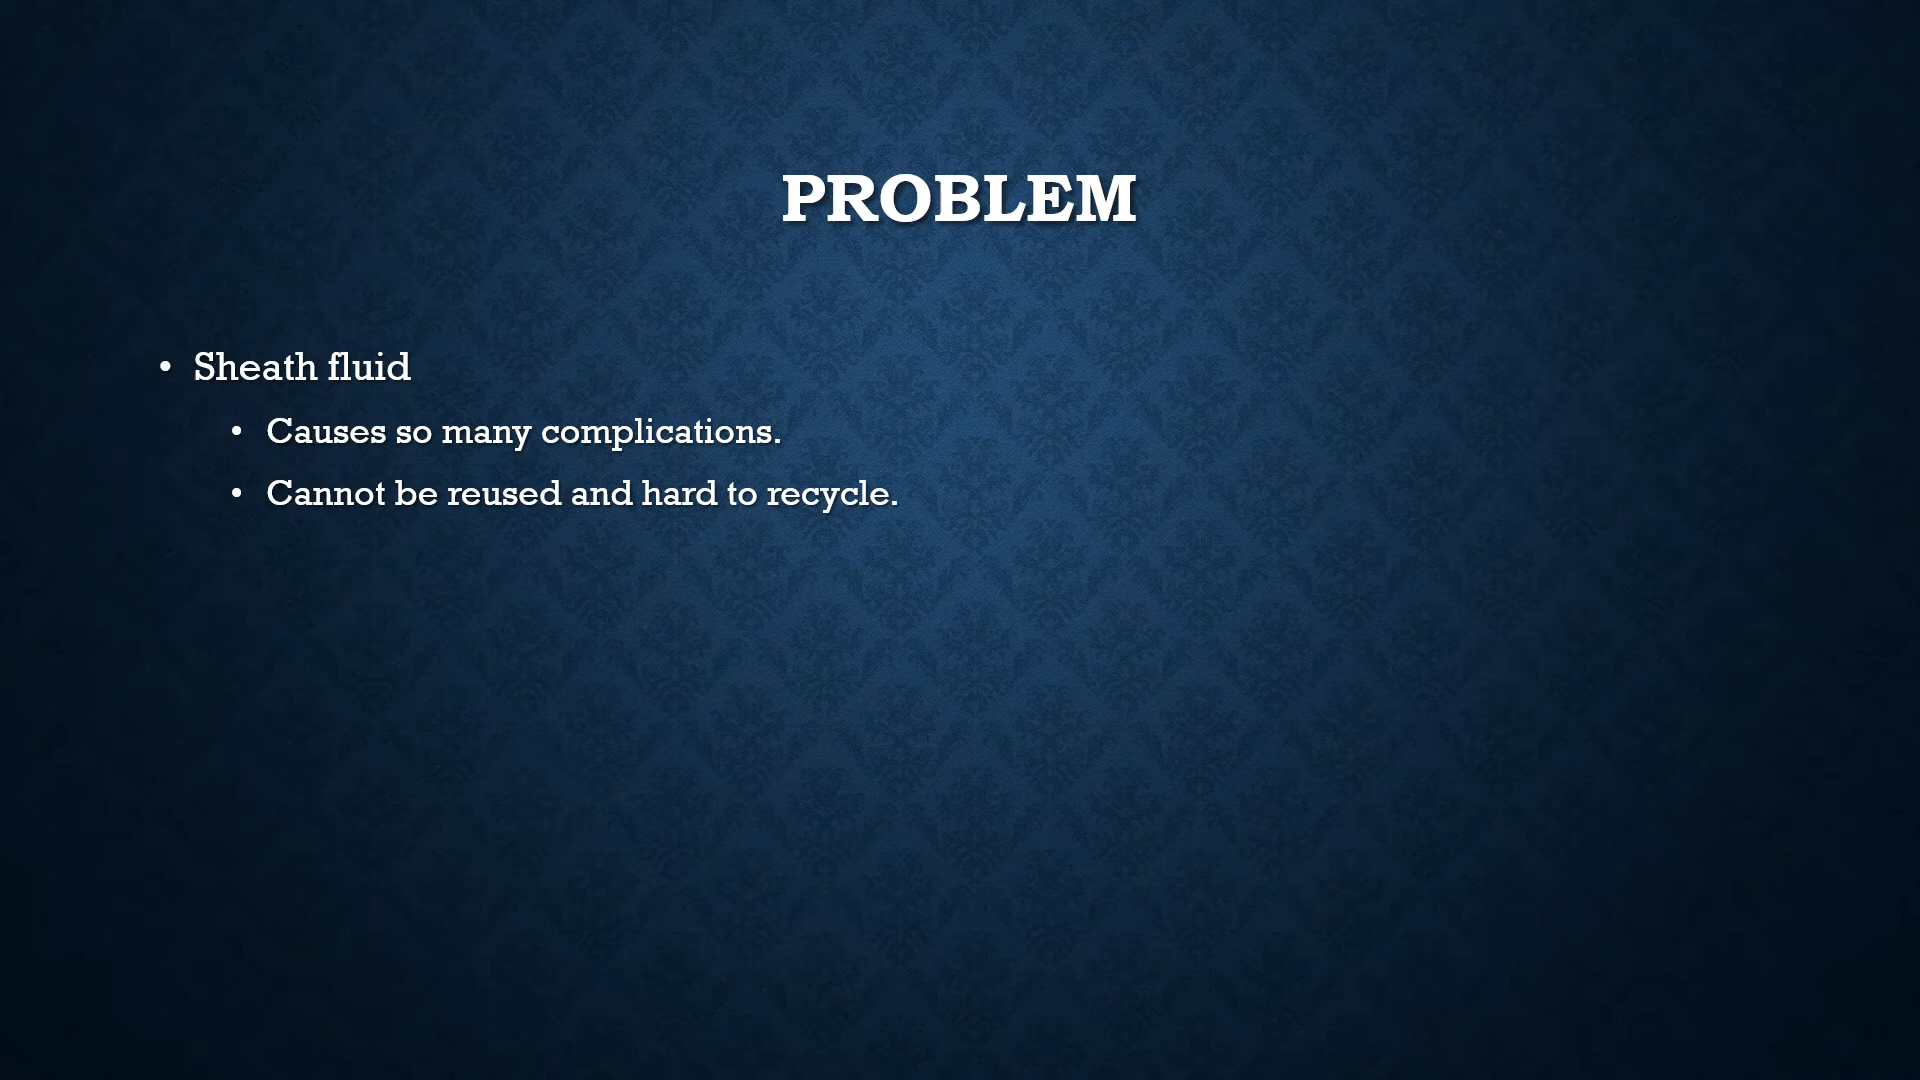 PROBLEM
• Sheath fluid
• Causes so many complications.
• Cannot be reused and hard to recycle.